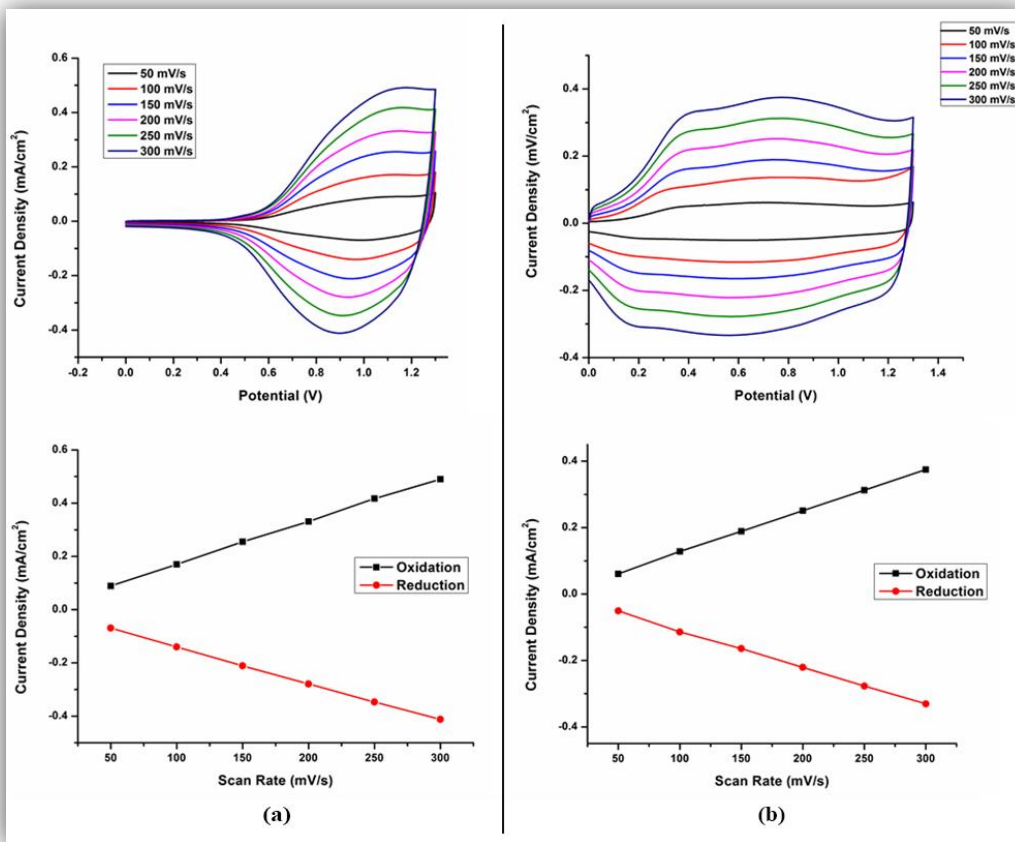 50 mV/s
100 mV/s
150 mV/s
200 mV/s
250 mV/s
300 mV/s
Current Density (mA/cm²)
0.6
0.4
0.2
0.0
-0.2
-0.4
-0.2 0.0 0.2 0.4 0.6 0.8 1.0 1.2
Potential (V)
50 mV/s
100 mV/s
150 mV/s
200 mV/s
250 mV/s
300 mV/s
Current Density (mV/cm²)
0.6
0.4
0.2
0.0
-0.2
-0.4
0.0 0.2 0.4 0.6 0.8 1.0 1.2 1.4
Potential (V)
Current Density (mA/cm²)
0.6
0.4
0.2
0.0
-0.2
-0.4
Oxidation
Reduction
50 100 150 200 250 300
Scan Rate (mV/s)
(a)
Current Density (mA/cm²)
0.4
0.2
0.0
-0.2
-0.4
Oxidation
Reduction
50 100 150 200 250 300
Scan Rate (mV/s)
(b)